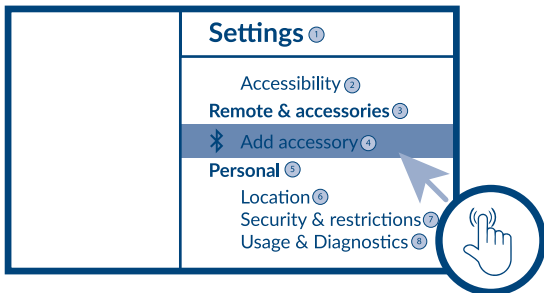 Settings 1
Accessibility 2
Remote & accessories 3
Add accessory 4
Personal 5
Location 6
Security & restrictions 7
Usage & Diagnostics 8